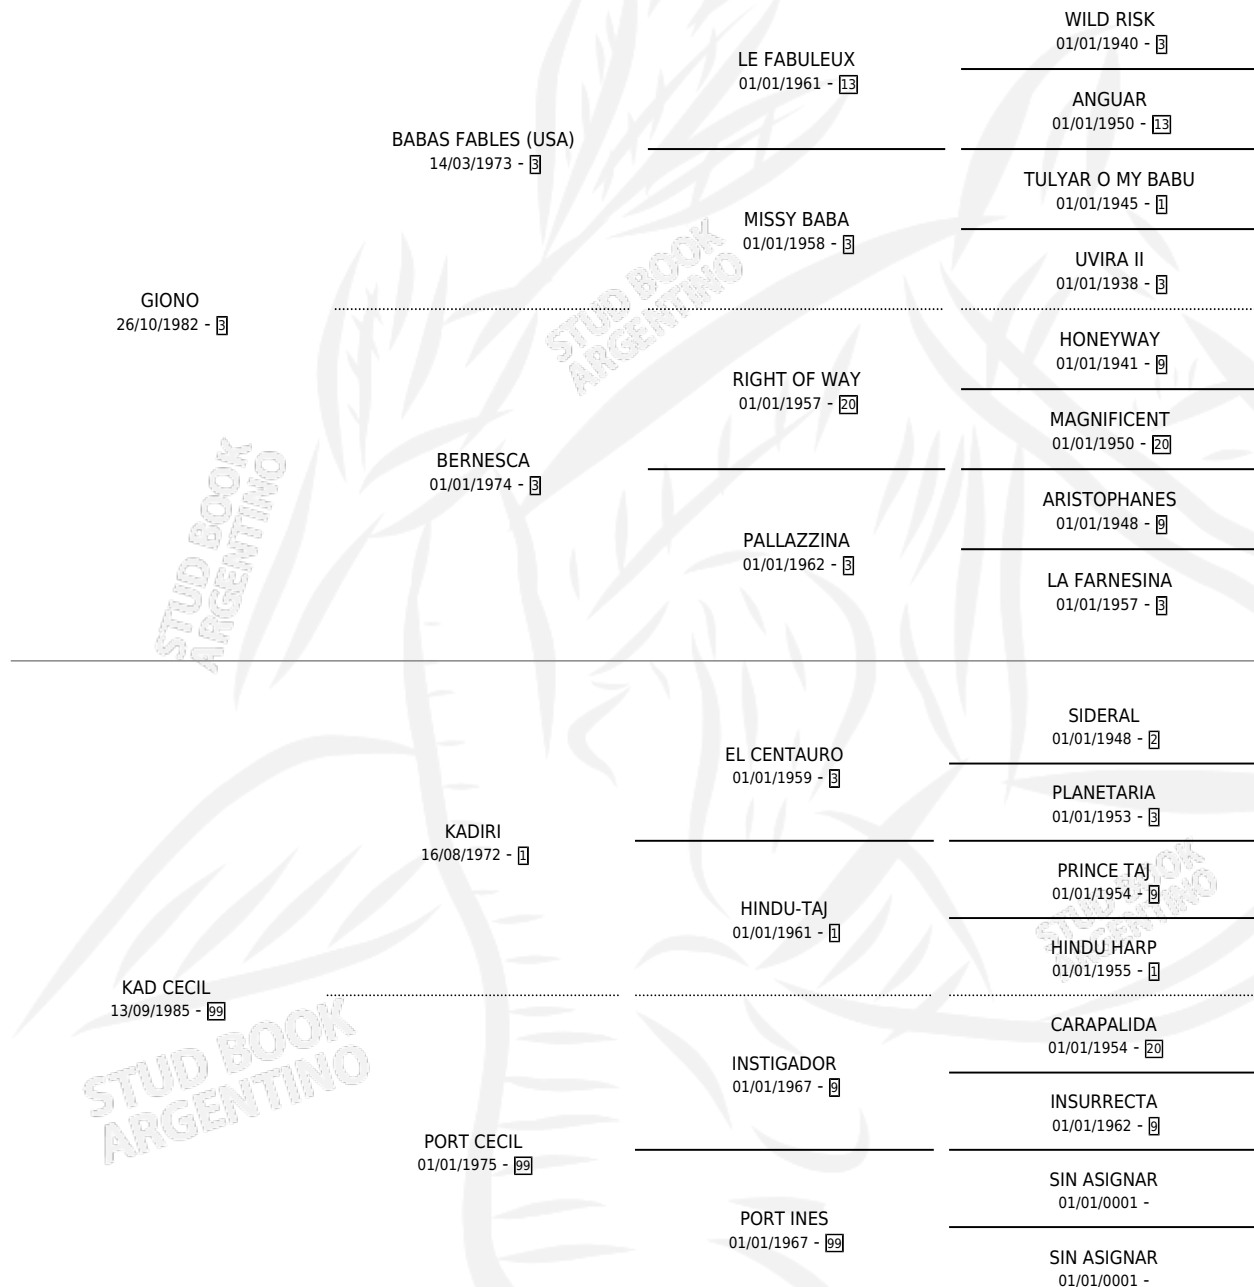 WILD RISK
01/01/1940 - 3
LE FABULEUX
01/01/1961 - 13
ANGUAR
01/01/1950 - 13
BABAS FABLES (USA)
14/03/1973 - 3
TULYAR O MY BABU
01/01/1945 - 1
MISSY BABA
01/01/1958 - 3
UVIRA II
01/01/1938 - 3
GIONO
26/10/1982 - 3
HONEYWAY
01/01/1941 - 9
RIGHT OF WAY
01/01/1957 - 20
MAGNIFICENT
01/01/1950 - 20
BERNESCA
01/01/1974 - 3
ARISTOPHANES
01/01/1948 - 9
PALLAZZINA
01/01/1962 - 3
LA FARNESINA
01/01/1957 - 3
SIDERAL
01/01/1948 - 2
EL CENTAURO
01/01/1959 - 3
PLANETARIA
01/01/1953 - 3
KADIRI
16/08/1972 - 1
PRINCE TAJ
01/01/1954 - 9
HINDU-TAJ
01/01/1961 - 1
HINDU HARP
01/01/1955 - 1
KAD CECIL
13/09/1985 - 99
CARAPALIDA
01/01/1954 - 20
INSTIGADOR
01/01/1967 - 9
INSURRECTA
01/01/1962 - 9
PORT CECIL
01/01/1975 - 99
SIN ASIGNAR
01/01/0001 -
PORT INES
01/01/1967 - 99
SIN ASIGNAR
01/01/0001 -
STUD BOOK
ARGENTINO
STUD BOOK
ARGENTINO
STUD BOOK
ARGENTINO
STUD BOOK
ARGENTINO